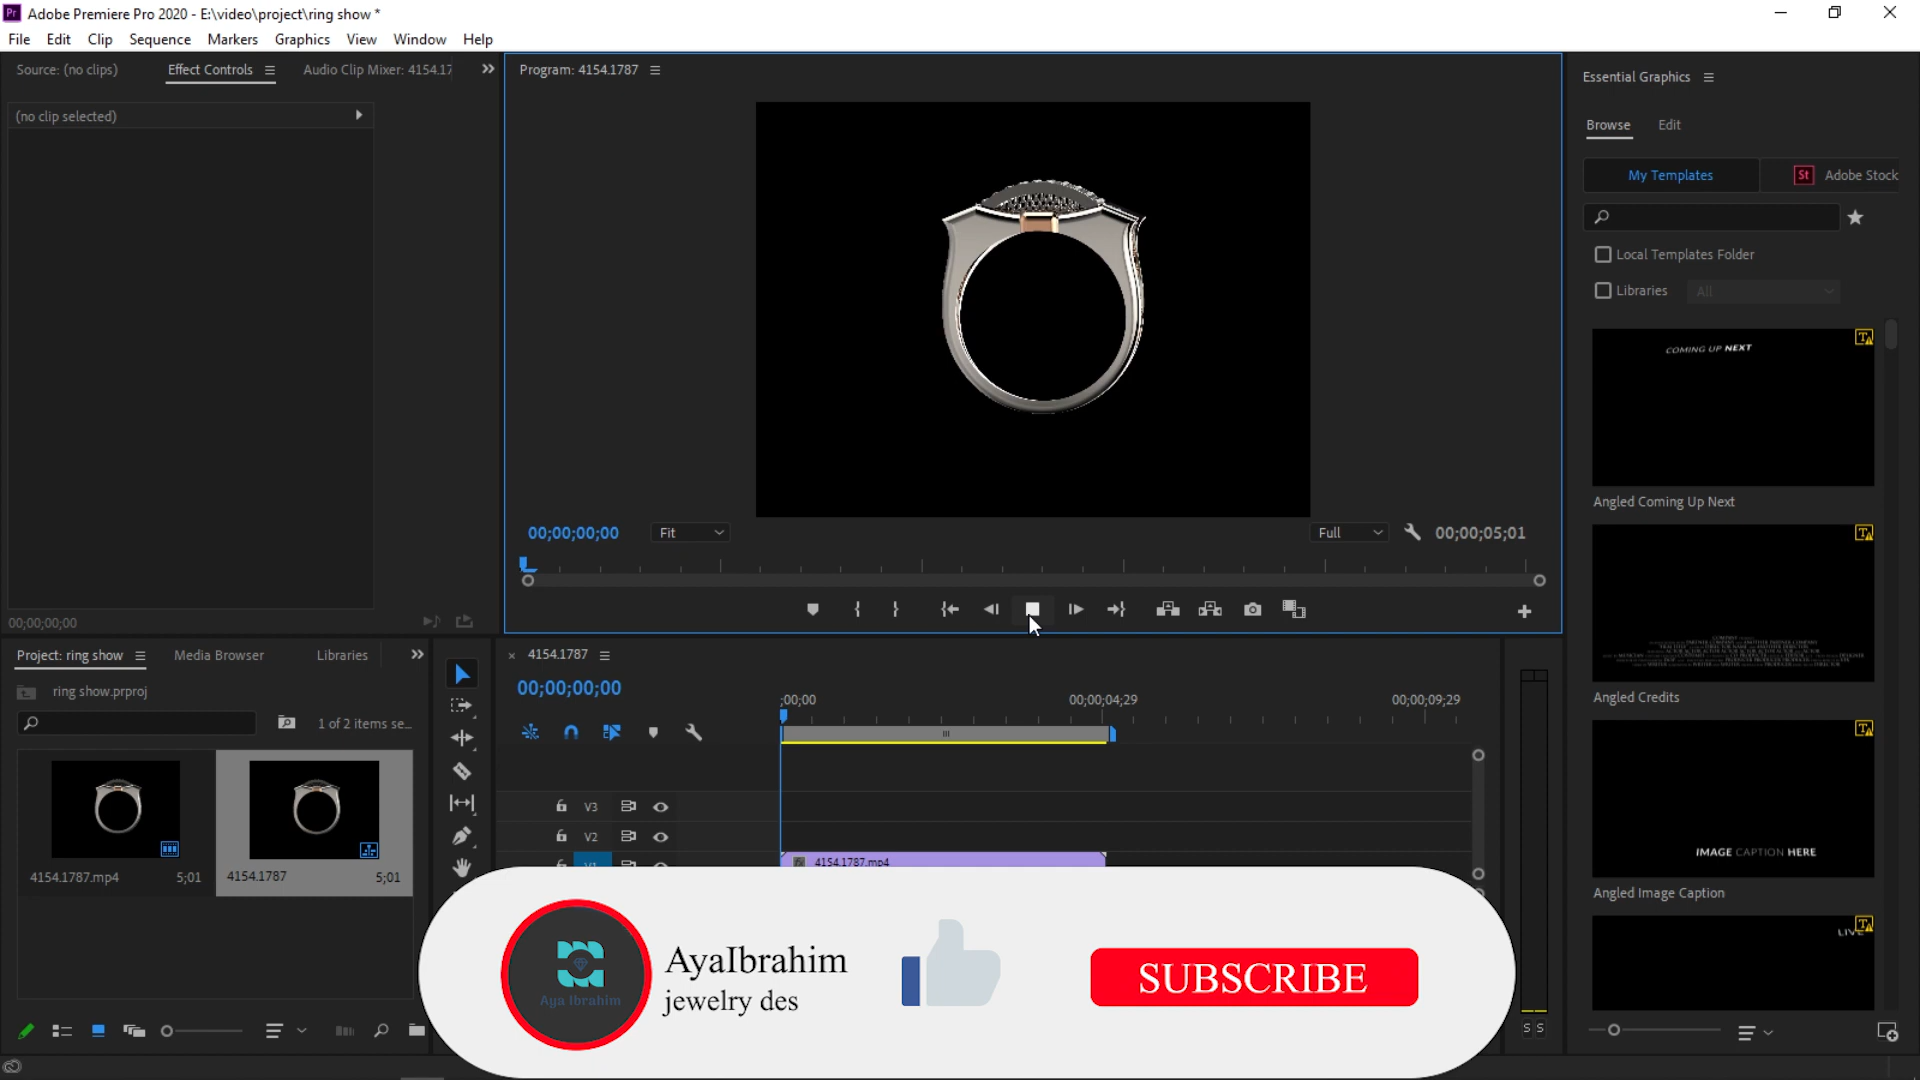 Pr Adobe Premiere Pro 2020 - E:\video\project\ring show *
File Edit Clip Sequence Markers Graphics View Window Help
Source: (no clips) Effect Controls Audio Clip Mixer: 4154.17
(no clip selected)
00;00;00;00
Program: 4154.1787
00;00;00;00 Fit Full 00;00;05;01
Essential Graphics
Browse Edit
My Templates St Adobe Stock
Local Templates Folder
Libraries All
COMING UP NEXT
Angled Coming Up Next
Angled Credits
IMAGE CAPTION HERE
Angled Image Caption
LIVE
Project: ring show Media Browser Libraries
ring show.prproj
1 of 2 items se...
4154.1787.mp4 5;01
4154.1787 5;01
× 4154.1787
00;00;00;00
;00;00 00;00;04;29 00;00;09;29
V3
V2
V1
4154.1787.mp4
S S
Aya Ibrahim
AyaIbrahim
jewelry des
SUBSCRIBE